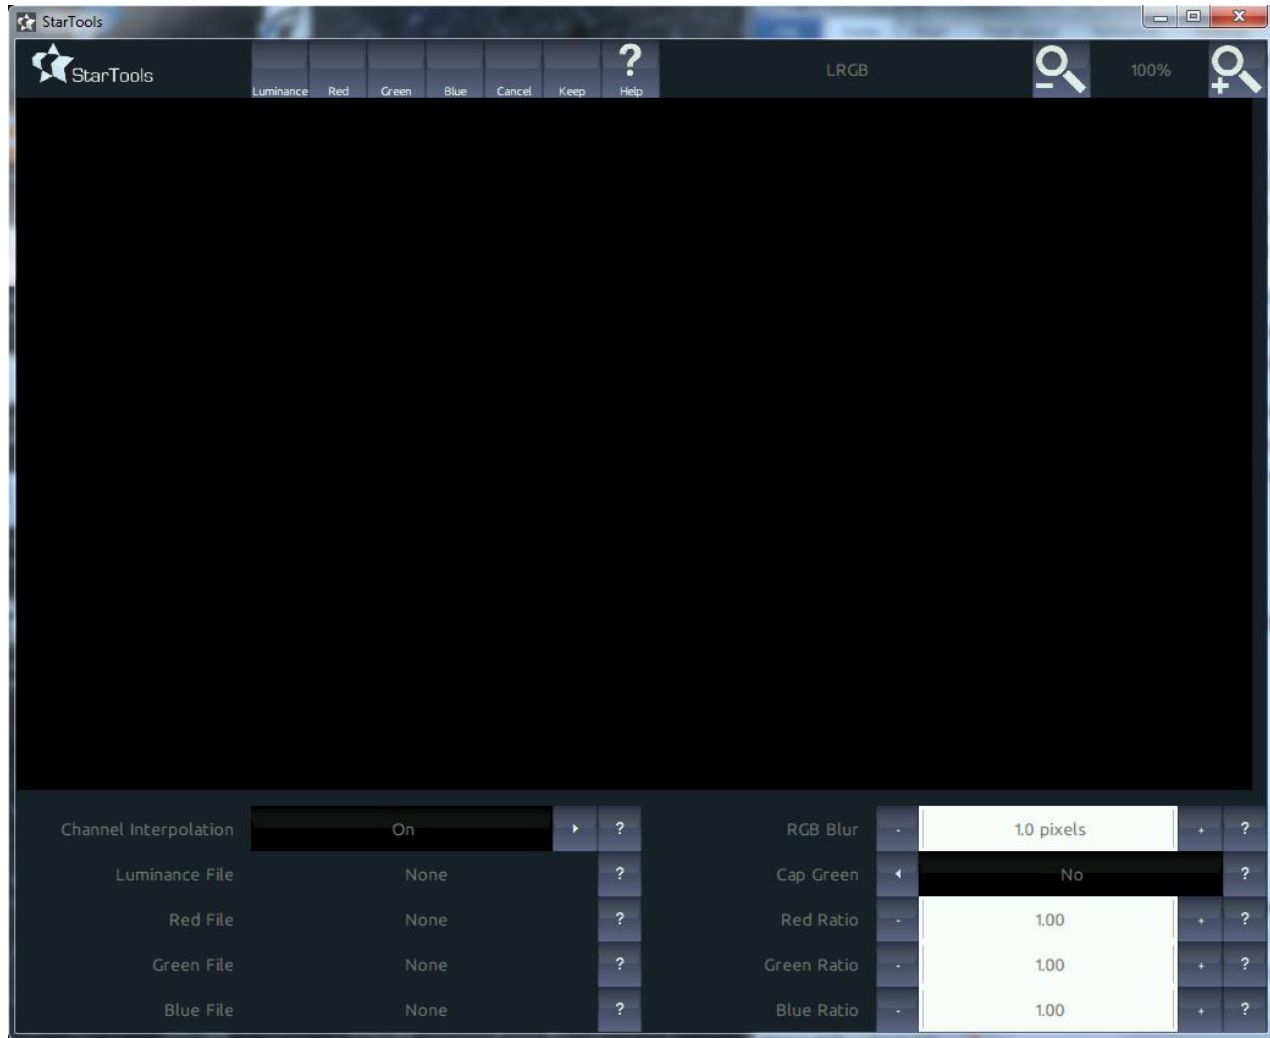 StarTools
StarTools
Luminance Red Green Blue Cancel Keep ? Help LRGB 100%
Channel Interpolation On ? RGB Blur - 1.0 pixels + ?
Luminance File None ? Cap Green No ?
Red File None ? Red Ratio - 1.00 + ?
Green File None ? Green Ratio - 1.00 + ?
Blue File None ? Blue Ratio - 1.00 + ?